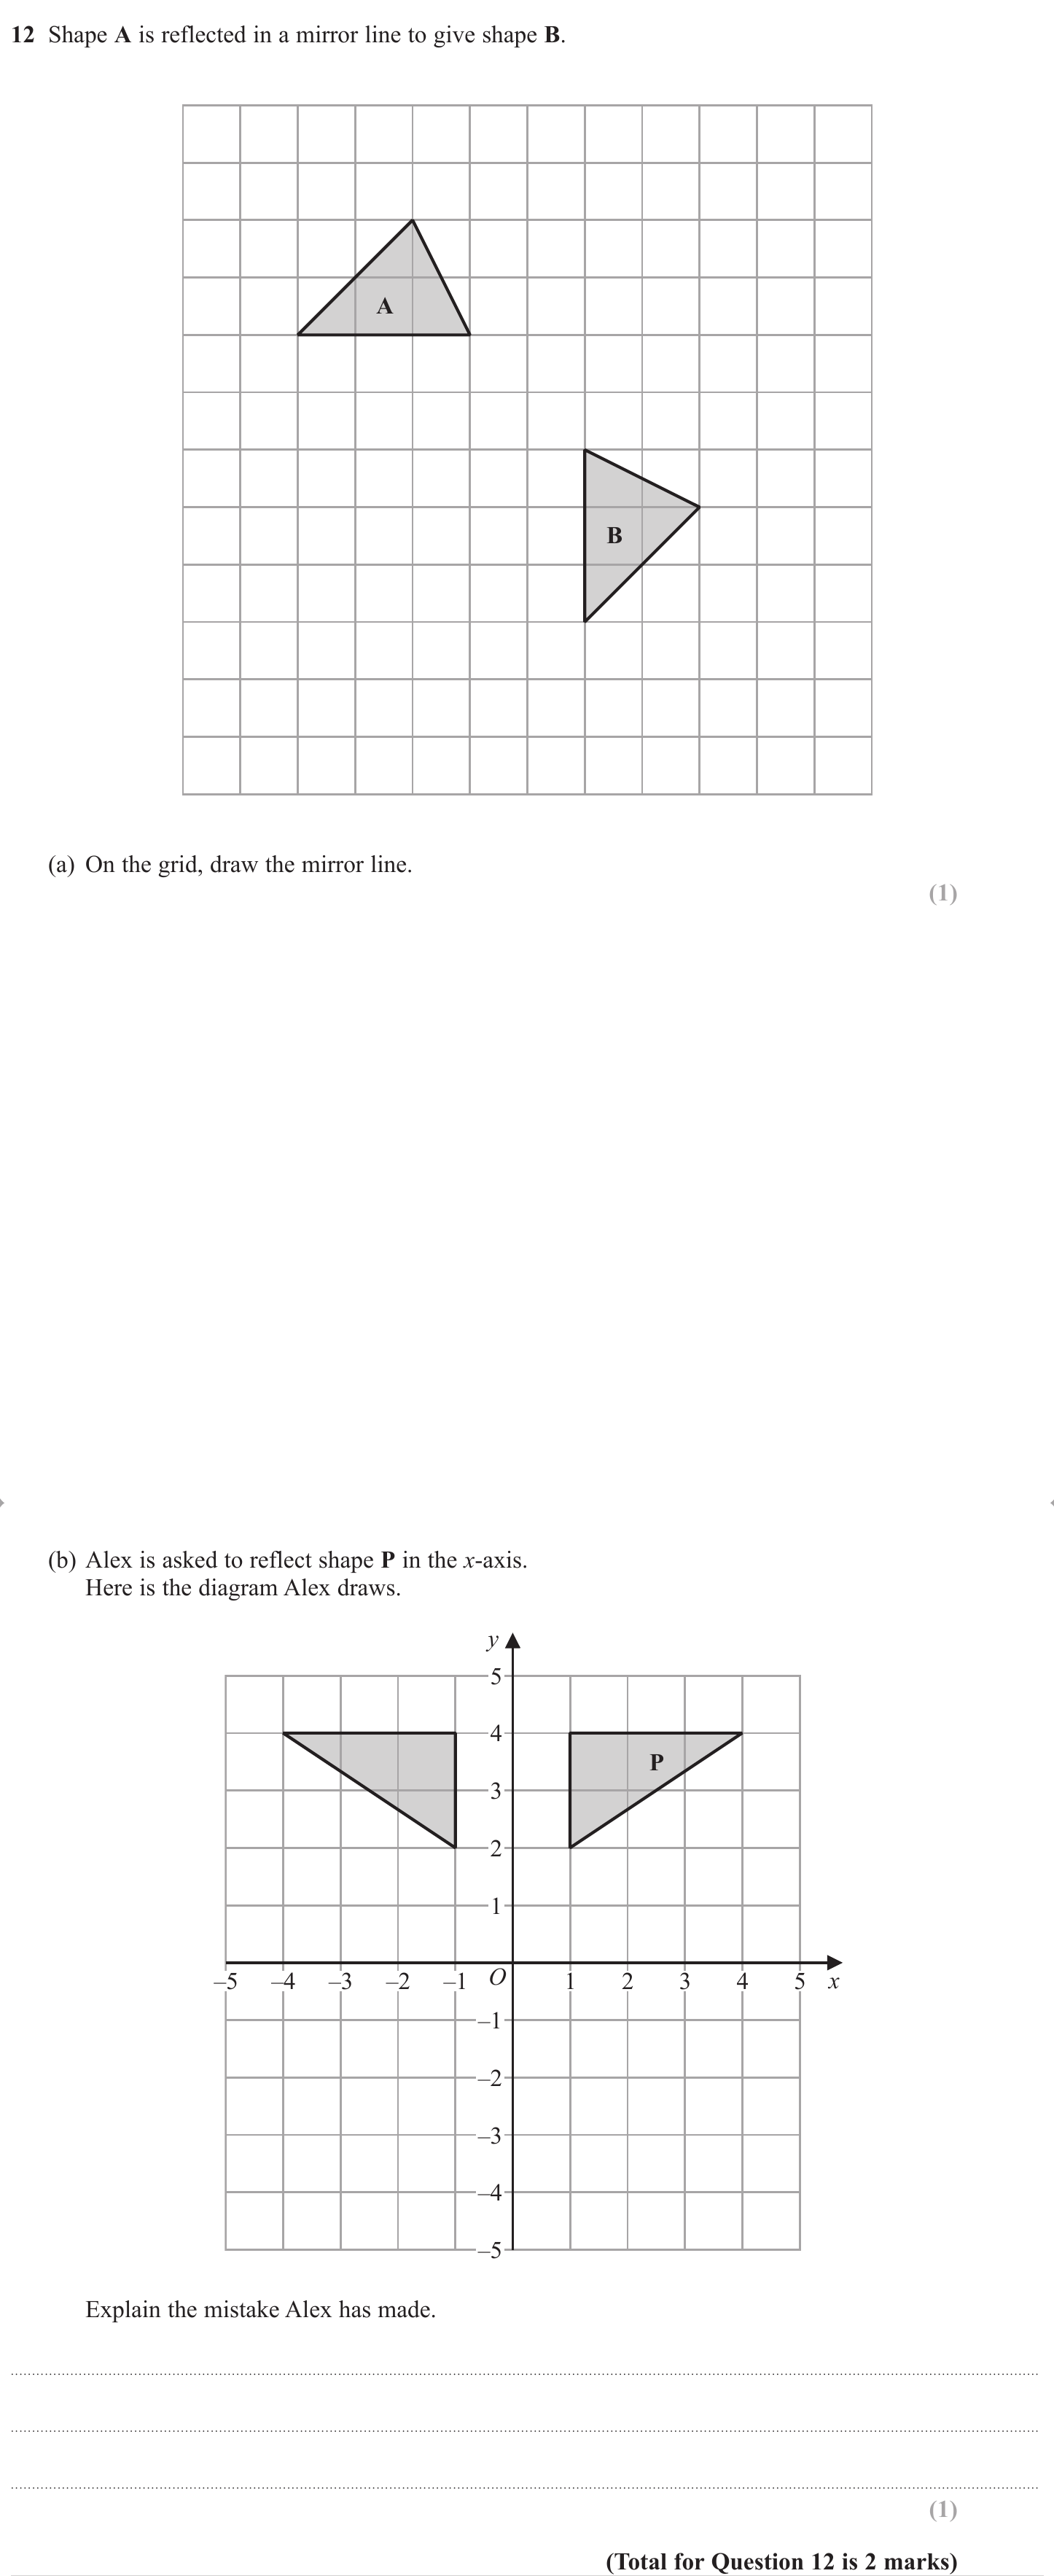 12 Shape A is reflected in a mirror line to give shape B.
A
B
(a) On the grid, draw the mirror line.
(1)
(b) Alex is asked to reflect shape P in the x-axis.
Here is the diagram Alex draws.
y
5
4
P
3
2
1
–5 –4 –3 –2 –1 O 1 2 3 4 5 x
–1
–2
–3
–4
–5
Explain the mistake Alex has made.
(1)
(Total for Question 12 is 2 marks)